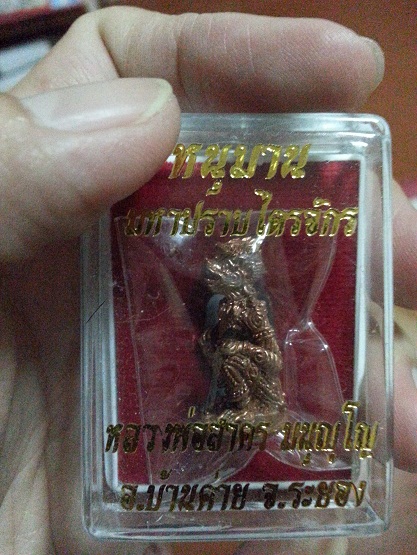 หนุมาน
มหาปราบไตรจักร
หลวงพ่อสาคร มนุญโญ
อ.บ้านค่าย จ.ระยอง